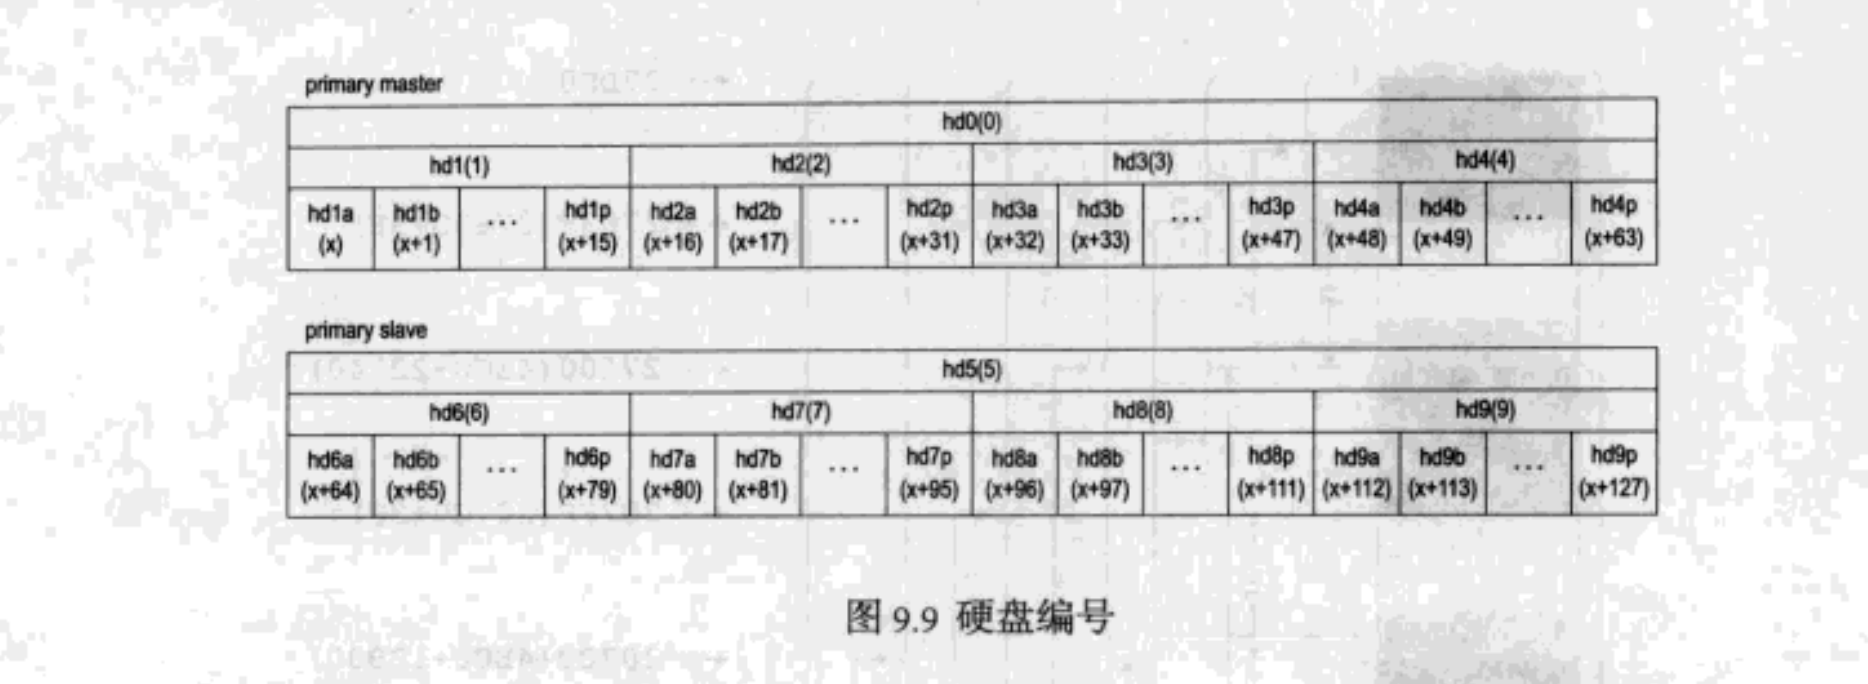 primary master
hd0(0)
hd1(1) hd2(2) hd3(3) hd4(4)
hd1a hd1b ... hd1p hd2a hd2b ... hd2p hd3a hd3b ... hd3p hd4a hd4b ... hd4p
(x) (x+1) (x+15) (x+16) (x+17) (x+31) (x+32) (x+33) (x+47) (x+48) (x+49) (x+63)
primary slave
hd5(5)
hd6(6) hd7(7) hd8(8) hd9(9)
hd6a hd6b ... hd6p hd7a hd7b ... hd7p hd8a hd8b ... hd8p hd9a hd9b ... hd9p
(x+64) (x+65) (x+79) (x+80) (x+81) (x+95) (x+96) (x+97) (x+111) (x+112) (x+113) (x+127)
图 9.9 硬盘编号